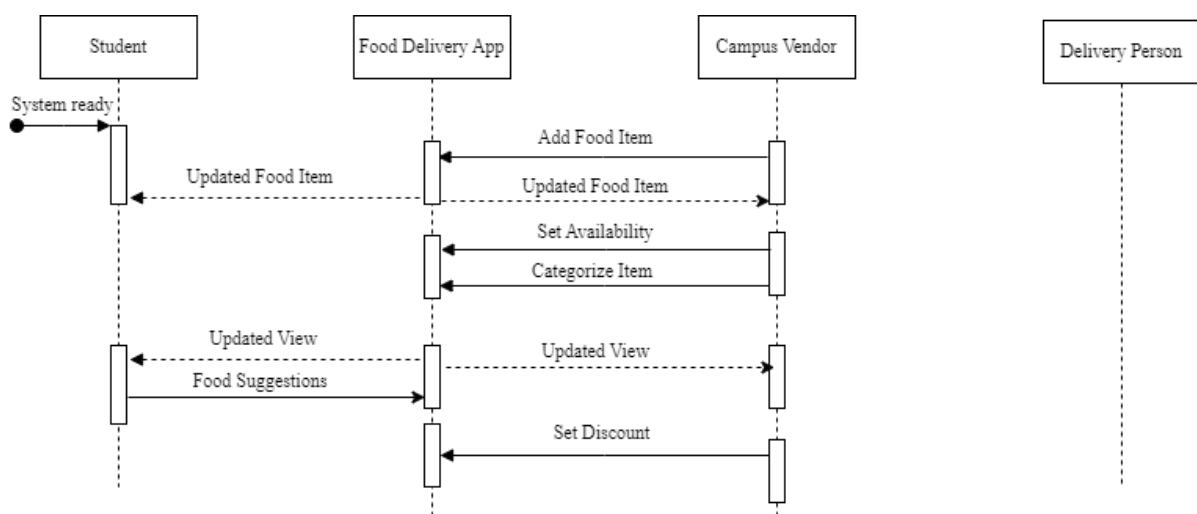 Student
Food Delivery App
Campus Vendor
Delivery Person
System ready
Add Food Item
Updated Food Item
Updated Food Item
Set Availability
Categorize Item
Updated View
Updated View
Food Suggestions
Set Discount